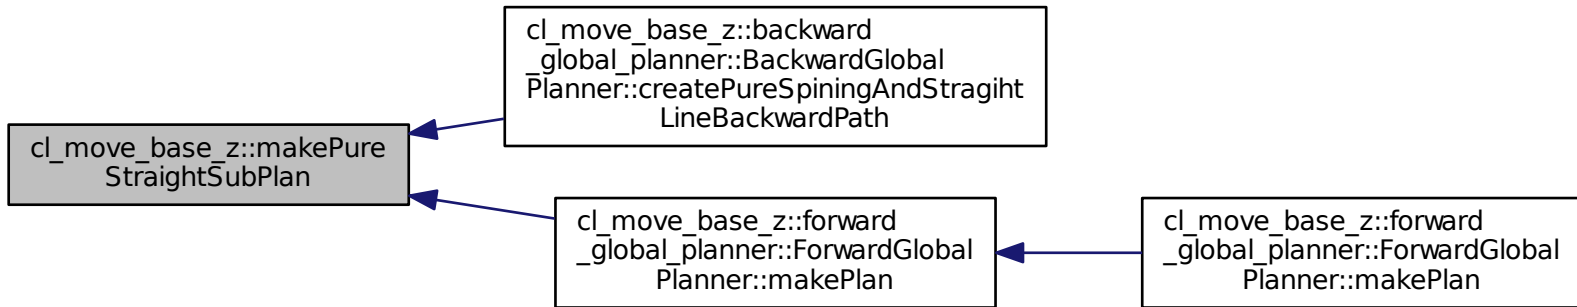 cl_move_base_z::makePure
StraightSubPlan
cl_move_base_z::backward
_global_planner::BackwardGlobal
Planner::createPureSpiningAndStragiht
LineBackwardPath
cl_move_base_z::forward
_global_planner::ForwardGlobal
Planner::makePlan
cl_move_base_z::forward
_global_planner::ForwardGlobal
Planner::makePlan